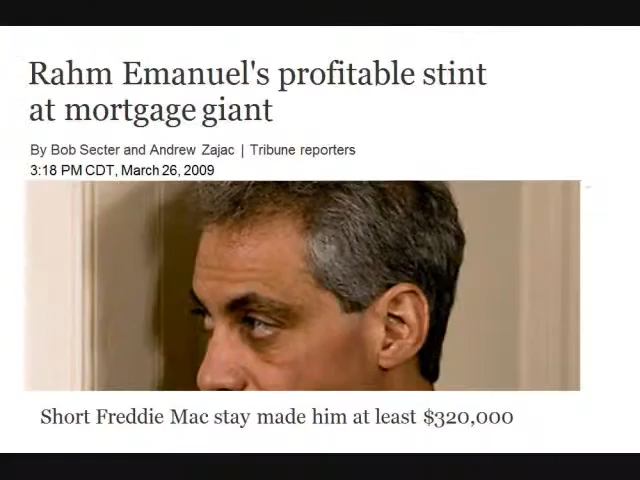 Rahm Emanuel's profitable stint
at mortgage giant
By Bob Secter and Andrew Zajac | Tribune reporters
3:18 PM CDT, March 26, 2009
Short Freddie Mac stay made him at least $320,000